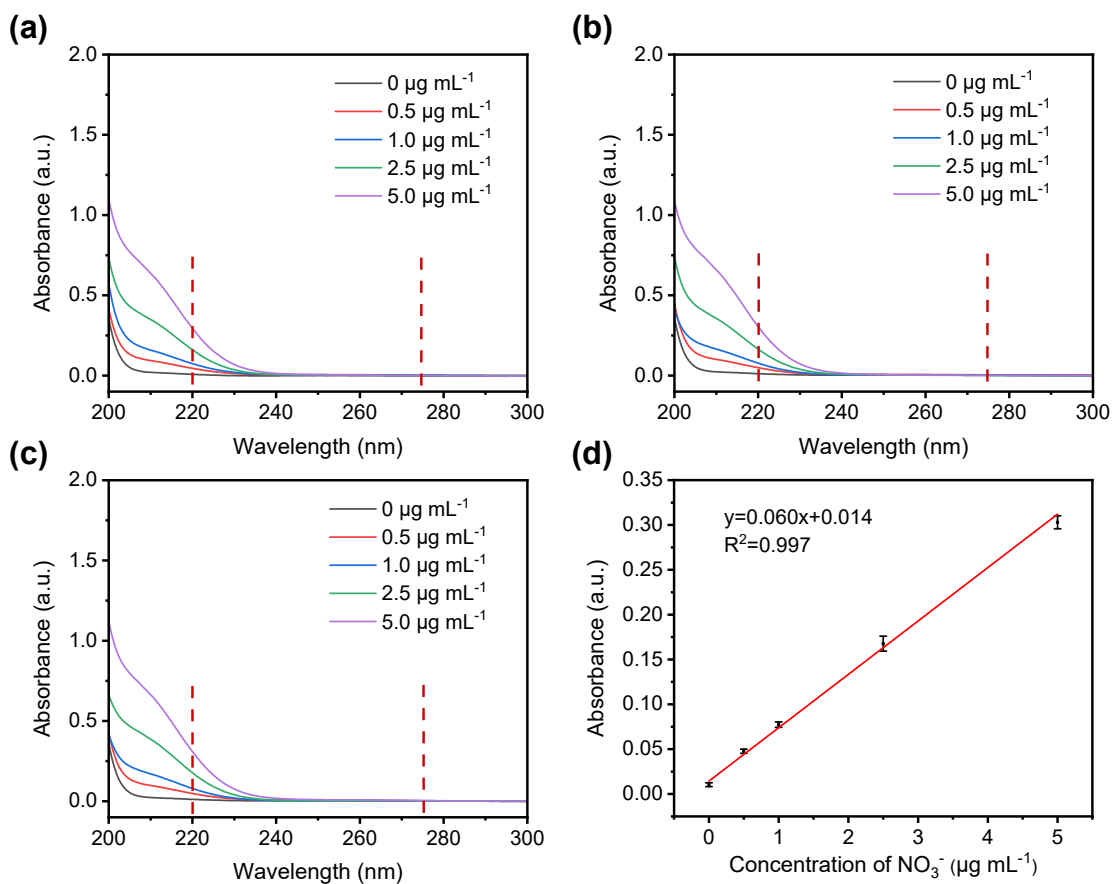 (a)
2.0
1.5
1.0
0.5
0.0
Absorbance (a.u.)
0 µg mL⁻¹
0.5 µg mL⁻¹
1.0 µg mL⁻¹
2.5 µg mL⁻¹
5.0 µg mL⁻¹
200 220 240 260 280 300
Wavelength (nm)
(b)
2.0
1.5
1.0
0.5
0.0
Absorbance (a.u.)
0 µg mL⁻¹
0.5 µg mL⁻¹
1.0 µg mL⁻¹
2.5 µg mL⁻¹
5.0 µg mL⁻¹
200 220 240 260 280 300
Wavelength (nm)
(c)
2.0
1.5
1.0
0.5
0.0
Absorbance (a.u.)
0 µg mL⁻¹
0.5 µg mL⁻¹
1.0 µg mL⁻¹
2.5 µg mL⁻¹
5.0 µg mL⁻¹
200 220 240 260 280 300
Wavelength (nm)
(d)
0.35
0.30
0.25
0.20
0.15
0.10
0.05
0.00
Absorbance (a.u.)
y=0.060x+0.014
R²=0.997
0 1 2 3 4 5
Concentration of NO₃⁻ (µg mL⁻¹)